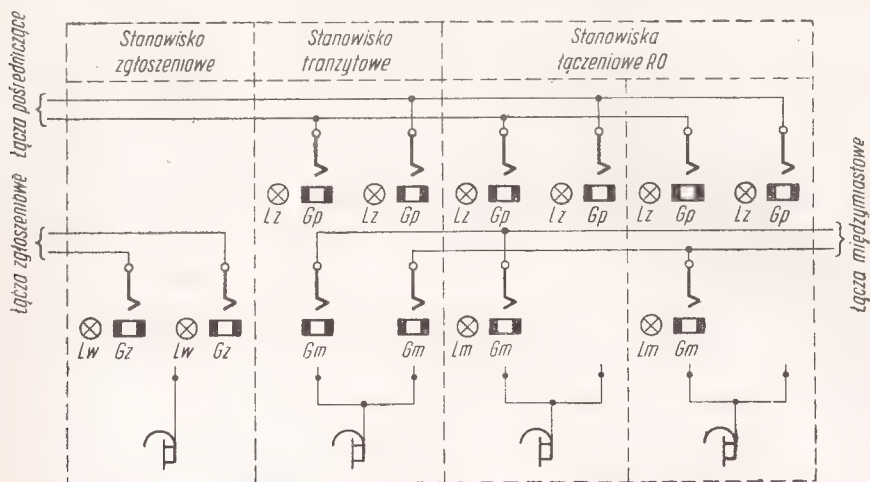 Stanowisko
zgłoszeniowe
Stanowisko
tranzytowe
Stanowiska
łączeniowe RO
Łącza pośredniczące
Łącza zgłoszeniowe
Łącza międzymiastowe
Lz Gp Lz Gp Lz Gp Lz Gp Lz Gp Lz Gp
Lw Gz Lw Gz Gm Gm Lm Gm Lm Gm